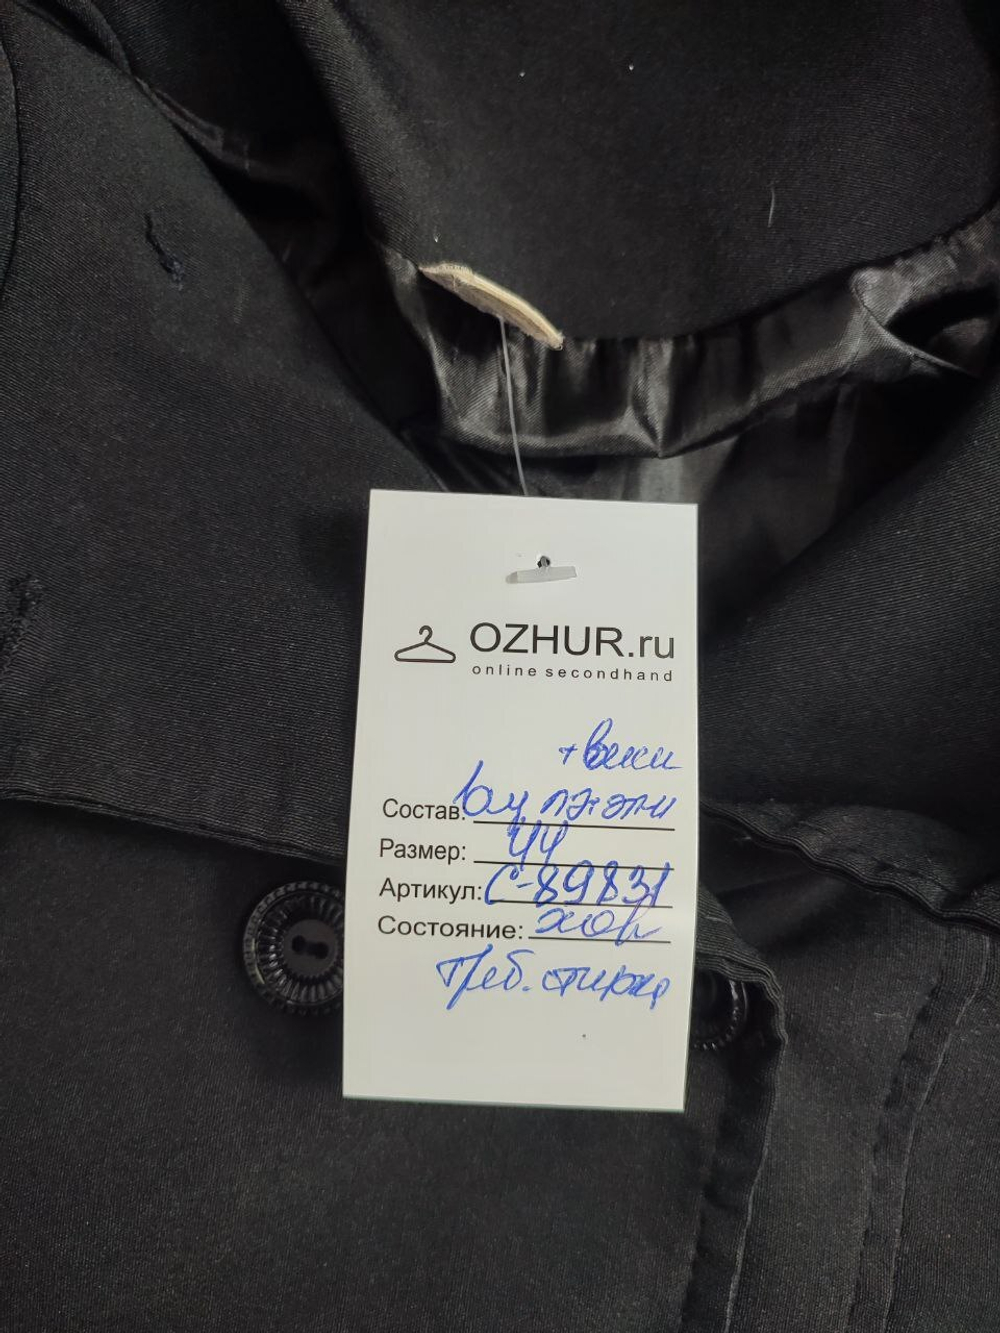 OZHUR.ru
online secondhand
Состав:
Размер: 44
Артикул: С-89831
Состояние: хор
треб. стирка